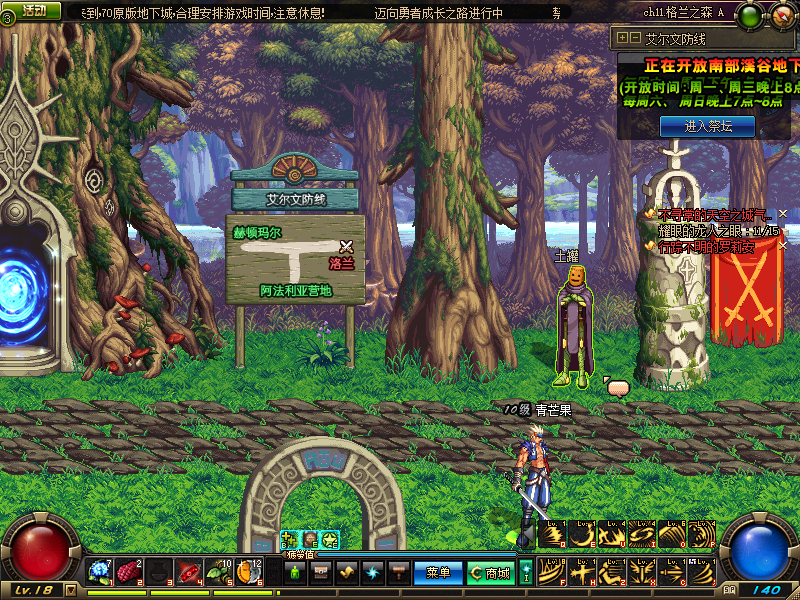 活动
来到,70原版地下城,合理安排游戏时间,注意休息!
迈向勇者成长之路进行中
ch11.格兰之森 A
艾尔文防线
正在开放南部溪谷地下
(开放时间:周一、周三晚上8点
每周六、周日晚上7点~8点
进入祭坛
不寻常的天空之城气..
耀眼的龙人之眼:11/15
行踪不明的罗莉安
艾尔文防线
赫顿玛尔
洛兰
阿法利亚营地
土罐
10级 青芒果
疲劳值
菜单
商城
Lv.18
SP 140